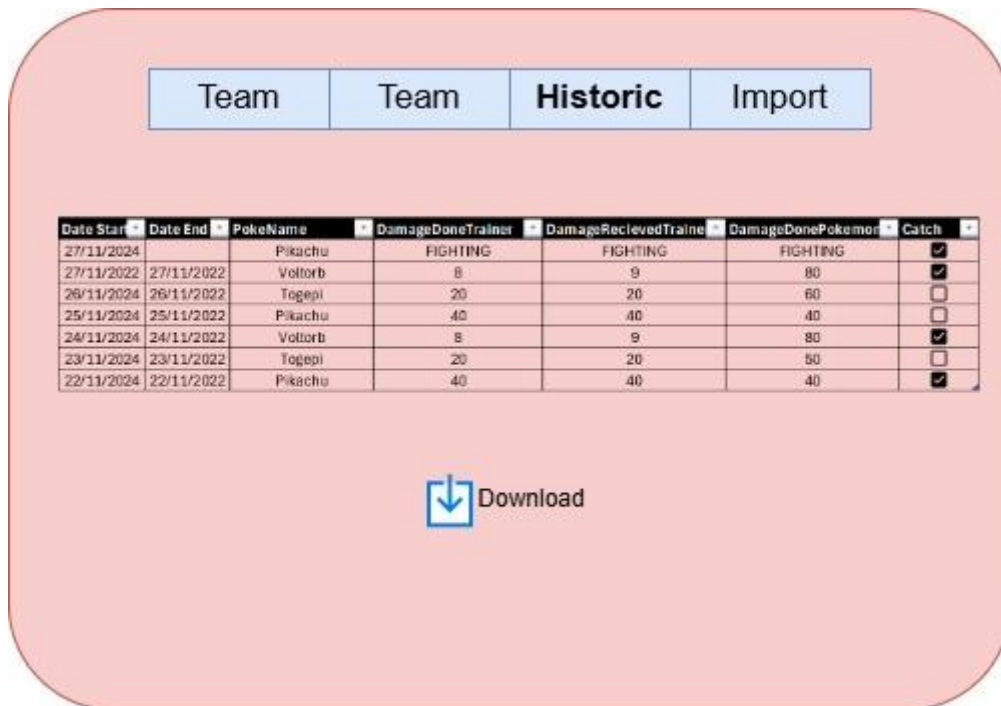 Team Team Historic Import
Date Start Date End PokeName DamageDoneTrainer DamageRecievedTraine DamageDonePokemon Catch
27/11/2024 Pikachu FIGHTING FIGHTING FIGHTING
27/11/2022 27/11/2022 Voltorb 8 9 80
26/11/2024 26/11/2022 Togepi 20 20 60
25/11/2024 25/11/2022 Pikachu 40 40 40
24/11/2024 24/11/2022 Voltorb 8 9 80
23/11/2024 23/11/2022 Togepi 20 20 50
22/11/2024 22/11/2022 Pikachu 40 40 40
Download